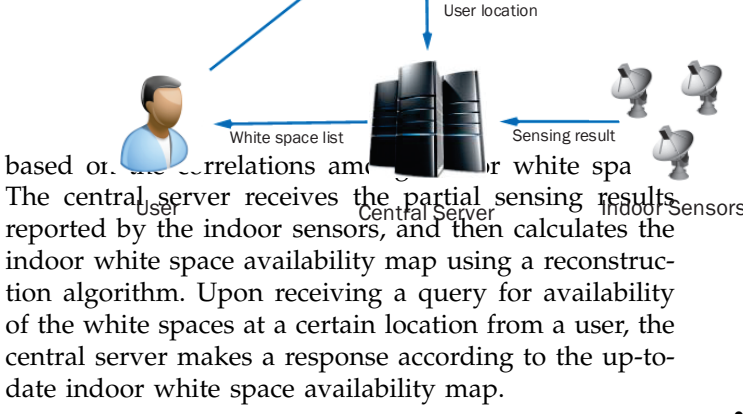 User location
White space list
Sensing result
based on the correlations am or white spa
The central server receives the partial sensing results
User
Central Server
Indoor Sensors
reported by the indoor sensors, and then calculates the
indoor white space availability map using a reconstruc-
tion algorithm. Upon receiving a query for availability
of the white spaces at a certain location from a user, the
central server makes a response according to the up-to-
date indoor white space availability map.